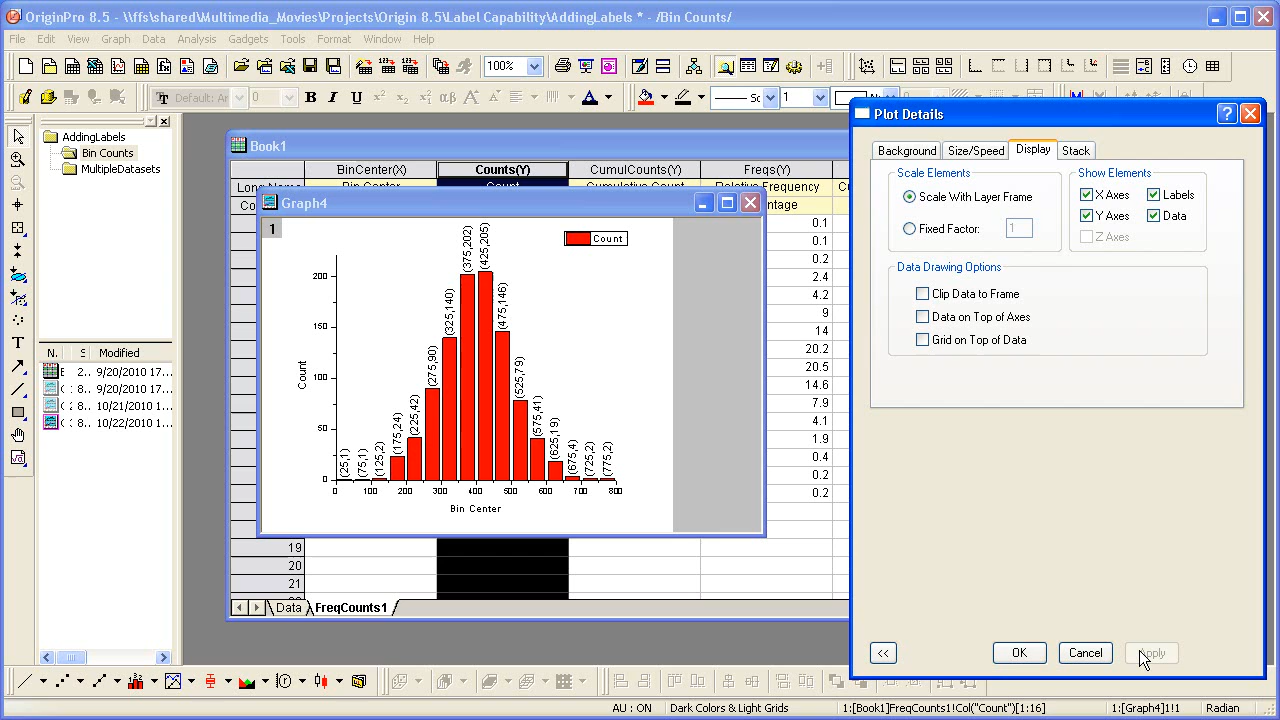 OriginPro 8.5 - \\ffs\shared\Multimedia_Movies\Projects\Origin 8.5\Label Capability\AddingLabels * - /Bin Counts/
File Edit View Graph Data Analysis Gadgets Tools Format Window Help
100%
Default: Ar 0 B I U
1
AddingLabels
Bin Counts
MultipleDatasets
N. S Modified
2.. 9/20/2010 17...
8.. 9/20/2010 17...
8.. 10/21/2010 1...
8.. 10/22/2010 1...
Book1
BinCenter(X) Counts(Y) CumulCounts(Y) Freqs(Y)
Long Name Bin Center Count Cumulative Count Relative Frequency
0.1
0.1
0.2
2.4
4.2
9
14
20.2
20.5
14.6
7.9
4.1
1.9
0.4
0.2
0.2
19
20
21
Data FreqCounts1
Graph4
1
Count
(25,1) (75,1) (125,2) (175,24) (225,42) (275,90) (325,140) (375,202) (425,205) (475,146) (525,79) (575,41) (625,19) (675,4) (725,2) (775,2)
200
150
100
50
0
Count
0 100 200 300 400 500 600 700 800
Bin Center
Plot Details
Background Size/Speed Display Stack
Scale Elements
Scale With Layer Frame
Fixed Factor: 1
Show Elements
X Axes Labels
Y Axes Data
Z Axes
Data Drawing Options
Clip Data to Frame
Data on Top of Axes
Grid on Top of Data
<< OK Cancel Apply
AU : ON Dark Colors & Light Grids 1:[Book1]FreqCounts1!Col("Count")[1:16] 1:[Graph4]1!1 Radian